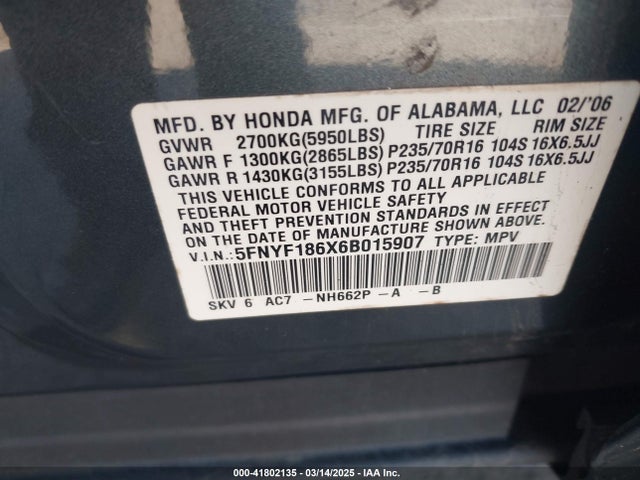 MFD. BY HONDA MFG. OF ALABAMA, LLC 02/'06
GVWR 2700KG(5950LBS) TIRE SIZE RIM SIZE
GAWR F 1300KG(2865LBS) P235/70R16 104S 16X6.5JJ
GAWR R 1430KG(3155LBS) P235/70R16 104S 16X6.5JJ
THIS VEHICLE CONFORMS TO ALL APPLICABLE
FEDERAL MOTOR VEHICLE SAFETY
AND THEFT PREVENTION STANDARDS IN EFFECT
ON THE DATE OF MANUFACTURE SHOWN ABOVE.
V.I.N.: 5FNYF186X6B015907 TYPE: MPV
SKV 6 AC7 -NH662P -A -B
000-41802135 - 03/14/2025 - IAA Inc.